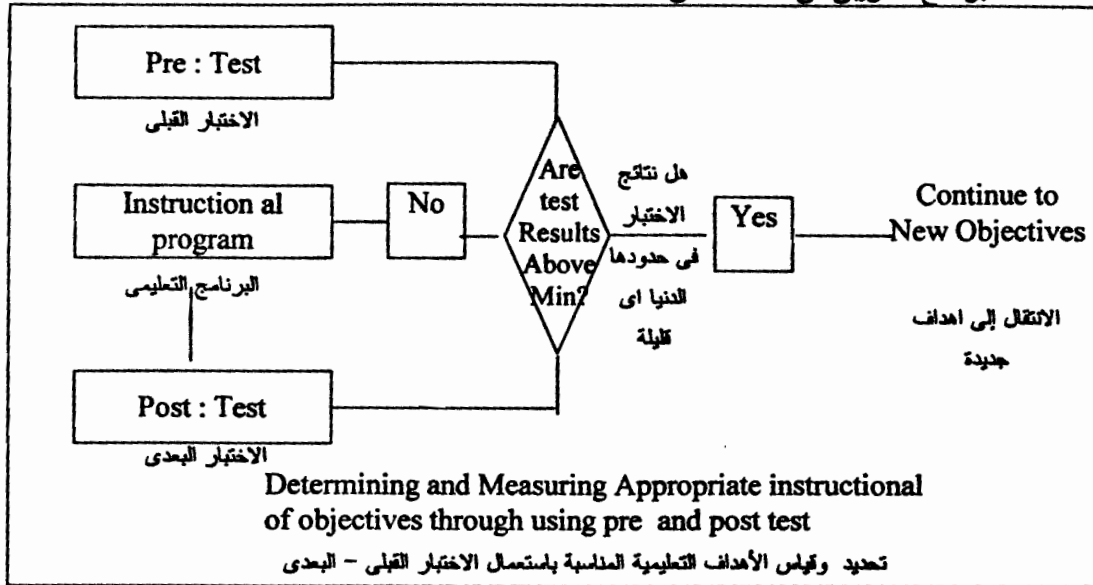 Pre : Test
الاختبار القبلى
Instruction al
program
البرنامج التعليمى
No
Are
test
Results
Above
Min?
هل نتائج
الاختبار
فى حدودها
الدنيا اى
قليلة
Yes
Continue to
New Objectives
الانتقال إلى اهداف
جديدة
Post : Test
الاختبار البعدى
Determining and Measuring Appropriate instructional
of objectives through using pre and post test
تحديد وقياس الأهداف التعليمية المناسبة باستعمال الاختبار القبلى – البعدى